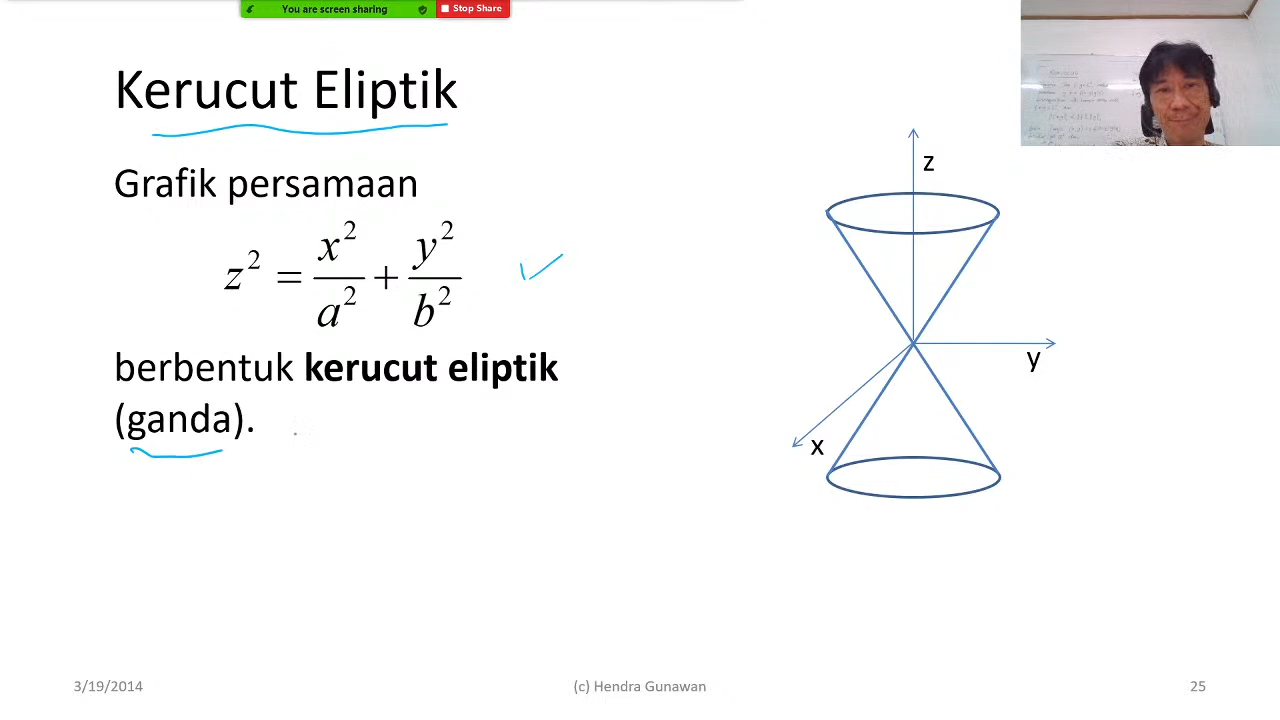 You are screen sharing
Stop Share
Kerucut Eliptik
Grafik persamaan
z² = x²/a² + y²/b²
berbentuk kerucut eliptik
(ganda).
z
y
x
3/19/2014
(c) Hendra Gunawan
25